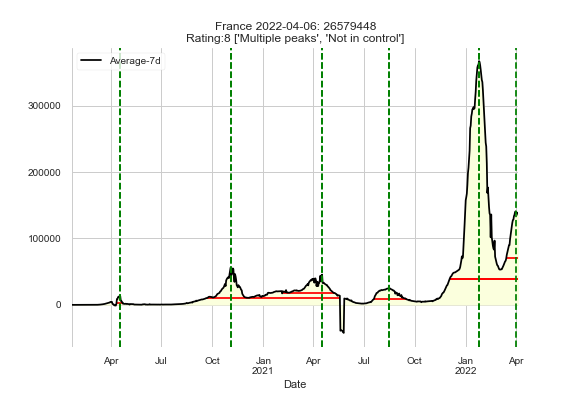 France 2022-04-06: 26579448
Rating:8 ['Multiple peaks', 'Not in control']
Average-7d
300000
200000
100000
0
Apr Jul Oct Jan Apr Jul Oct Jan Apr
2021 2022
Date